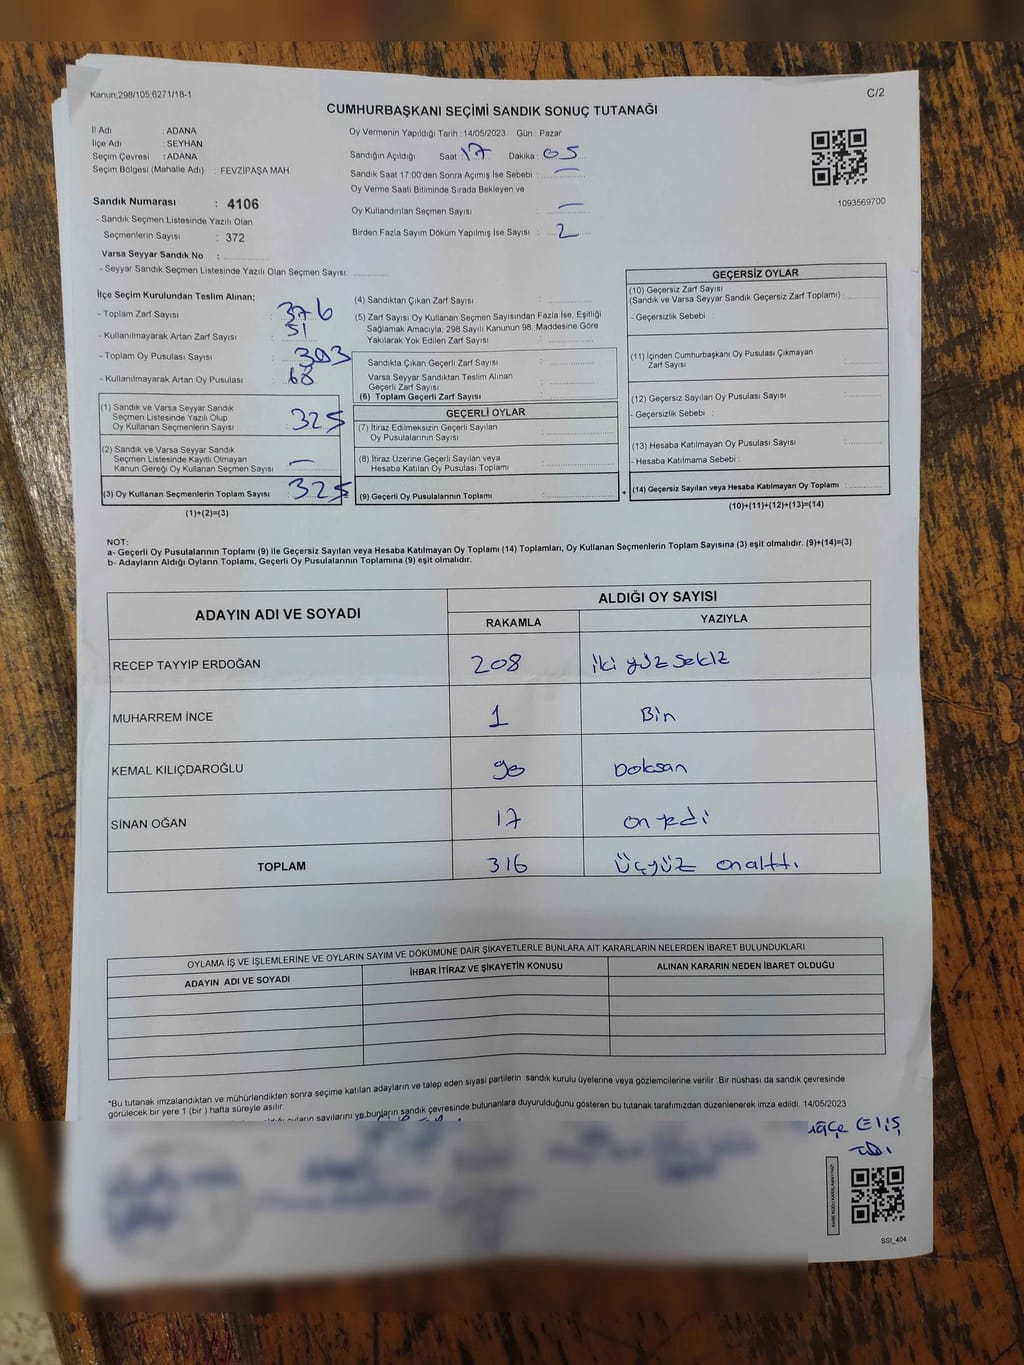 Kanun:298/105;6271/18-1
C/2
CUMHURBAŞKANI SEÇİMİ SANDIK SONUÇ TUTANAĞI
İl Adı : ADANA
İlçe Adı : SEYHAN
Seçim Çevresi : ADANA
Seçim Bölgesi (Mahalle Adı) : FEVZİPAŞA MAH.
Oy Vermenin Yapıldığı Tarih :14/05/2023 Gün : Pazar
Sandığın Açıldığı Saat 17 Dakika : 05
Sandık Saat 17:00'den Sonra Açımış İse Sebebi : —
Oy Verme Saati Bitiminde Sırada Bekleyen ve
Oy Kullandırılan Seçmen Sayısı : —
Birden Fazla Sayım Döküm Yapılmış İse Sayısı : 2
1093569700
Sandık Numarası : 4106
- Sandık Seçmen Listesinde Yazılı Olan
Seçmenlerin Sayısı : 372
Varsa Seyyar Sandık No :
- Seyyar Sandık Seçmen Listesinde Yazılı Olan Seçmen Sayısı:
İlçe Seçim Kurulundan Teslim Alınan;
- Toplam Zarf Sayısı : 376
- Kullanılmayarak Artan Zarf Sayısı : 51
- Toplam Oy Pusulası Sayısı : 393
- Kullanılmayarak Artan Oy Pusulası : 68
(1) Sandık ve Varsa Seyyar Sandık
Seçmen Listesinde Yazılı Olup
Oy Kullanan Seçmenlerin Sayısı : 325
(2) Sandık ve Varsa Seyyar Sandık
Seçmen Listesinde Kayıtlı Olmayan
Kanun Gereği Oy Kullanan Seçmen Sayısı : —
(3) Oy Kullanan Seçmenlerin Toplam Sayısı : 325
(1)+(2)=(3)
(4) Sandıktan Çıkan Zarf Sayısı :
(5) Zarf Sayısı Oy Kullanan Seçmen Sayısından Fazla İse, Eşitliği
Sağlamak Amacıyla; 298 Sayılı Kanunun 98. Maddesine Göre
Yakılarak Yok Edilen Zarf Sayısı :
Sandıkta Çıkan Geçerli Zarf Sayısı :
Varsa Seyyar Sandıktan Teslim Alınan
Geçerli Zarf Sayısı :
(6) Toplam Geçerli Zarf Sayısı :
GEÇERLİ OYLAR
(7) İtiraz Edilmeksizin Geçerli Sayılan
Oy Pusulalarının Sayısı :
(8) İtiraz Üzerine Geçerli Sayılan veya
Hesaba Katılan Oy Pusulası Toplamı :
(9) Geçerli Oy Pusulalarının Toplamı :
+
GEÇERSİZ OYLAR
(10) Geçersiz Zarf Sayısı
(Sandık ve Varsa Seyyar Sandık Geçersiz Zarf Toplamı) :
- Geçersizlik Sebebi :
(11) İçinden Cumhurbaşkanı Oy Pusulası Çıkmayan
Zarf Sayısı :
(12) Geçersiz Sayılan Oy Pusulası Sayısı :
- Geçersizlik Sebebi :
(13) Hesaba Katılmayan Oy Pusulası Sayısı :
- Hesaba Katılmama Sebebi :
(14) Geçersiz Sayılan veya Hesaba Katılmayan Oy Toplamı :
(10)+(11)+(12)+(13)=(14)
NOT:
a- Geçerli Oy Pusulalarının Toplamı (9) ile Geçersiz Sayılan veya Hesaba Katılmayan Oy Toplamı (14) Toplamları, Oy Kullanan Seçmenlerin Toplam Sayısına (3) eşit olmalıdır. (9)+(14)=(3)
b- Adayların Aldığı Oyların Toplamı, Geçerli Oy Pusulalarının Toplamına (9) eşit olmalıdır.
ADAYIN ADI VE SOYADI
ALDIĞI OY SAYISI
RAKAMLA YAZIYLA
RECEP TAYYİP ERDOĞAN 208 iki yüz sekiz
MUHARREM İNCE 1 Bin
KEMAL KILIÇDAROĞLU 90 Doksan
SİNAN OĞAN 17 on yedi
TOPLAM 316 üçyüz onaltı
OYLAMA İŞ VE İŞLEMLERİNE VE OYLARIN SAYIM VE DÖKÜMÜNE DAİR ŞİKAYETLERLE BUNLARA AİT KARARLARIN NELERDEN İBARET BULUNDUKLARI
ADAYIN ADI VE SOYADI
İHBAR İTİRAZ VE ŞİKAYETİN KONUSU
ALINAN KARARIN NEDEN İBARET OLDUĞU
*Bu tutanak imzalandıktan ve mühürlendikten sonra seçime katılan adayların ve talep eden siyasi partilerin sandık kurulu üyelerine veya gözlemcilerine verilir .Bir nüshası da sandık çevresinde
görülecek bir yere 1 (bir ) hafta süreyle asılır.
oyların sayılarını ve bunların sandık çevresinde bulunanlara duyurulduğunu gösteren bu tutanak tarafımızdan düzenlenerek imza edildi. 14/05/2023
SSI_404